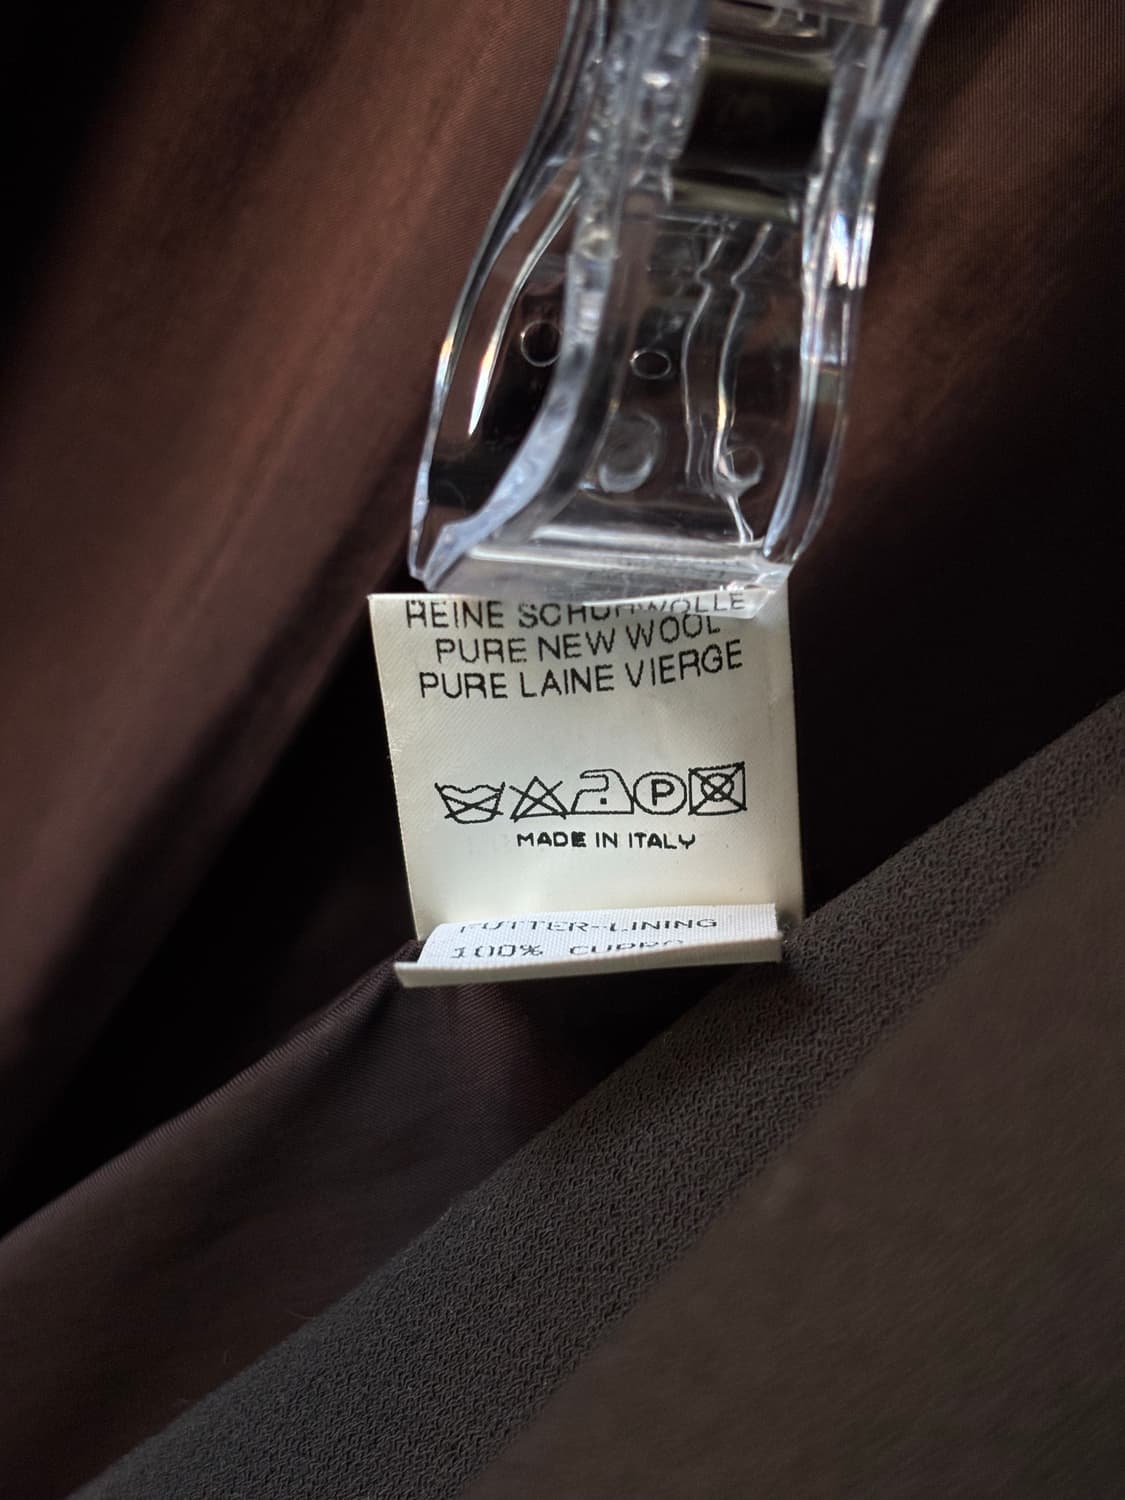 REINE SCHURWOLLE
PURE NEW WOOL
PURE LAINE VIERGE
P
MADE IN ITALY
FUTTER-LINING
100% CUPRO